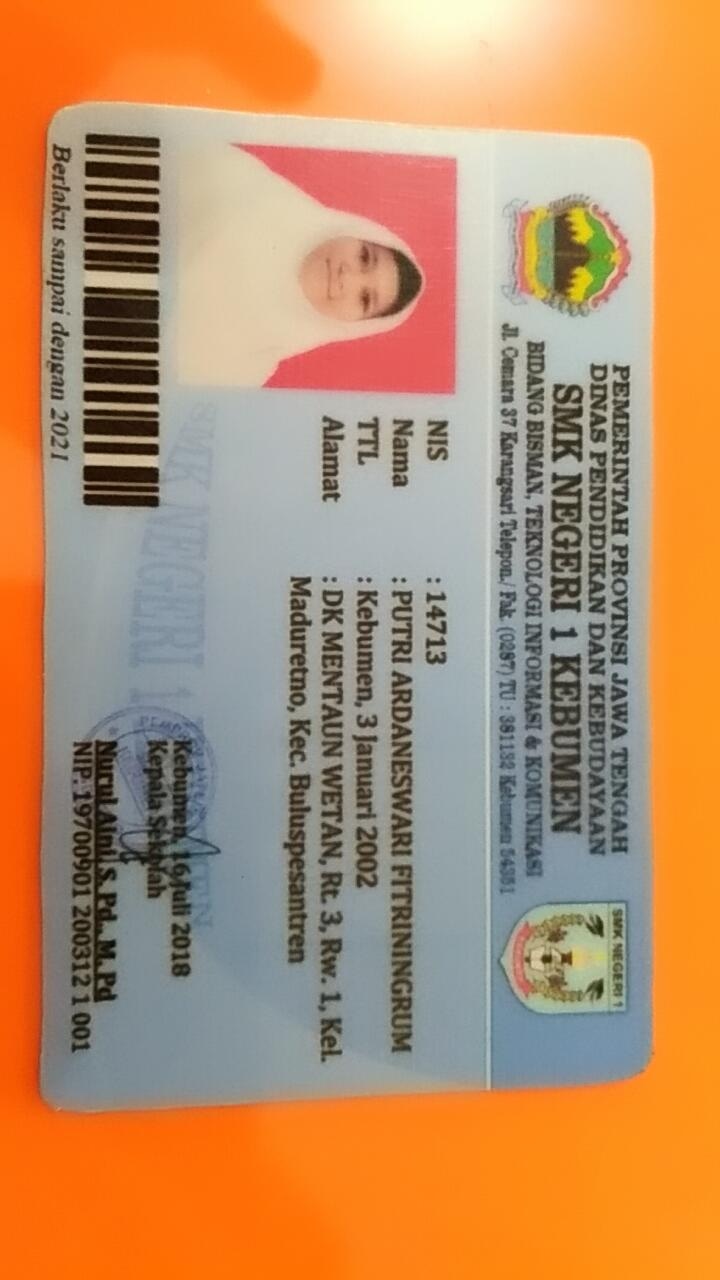 PEMERINTAH PROVINSI JAWA TENGAH
DINAS PENDIDIKAN DAN KEBUDAYAAN
SMK NEGERI 1 KEBUMEN
BIDANG BISMAN, TEKNOLOGI INFORMASI & KOMUNIKASI
Jl. Cemara 37 Karangsari Telepon./ Fak. (0287) TU : 381132 Kebumen 54351
SMK NEGERI 1
NIS : 14713
Nama : PUTRI ARDANESWARI FITRININGRUM
TTL : Kebumen, 3 Januari 2002
Alamat : DK MENTAUN WETAN, Rt. 3, Rw. 1, Kel.
Maduretno, Kec. Buluspesantren
SMK NEGERI 1
Kebumen, 16 Juli 2018
Kepala Sekolah
Nurul Aini, S. Pd. M. Pd
NIP. 19700901 200312 1 001
Berlaku sampai dengan 2021